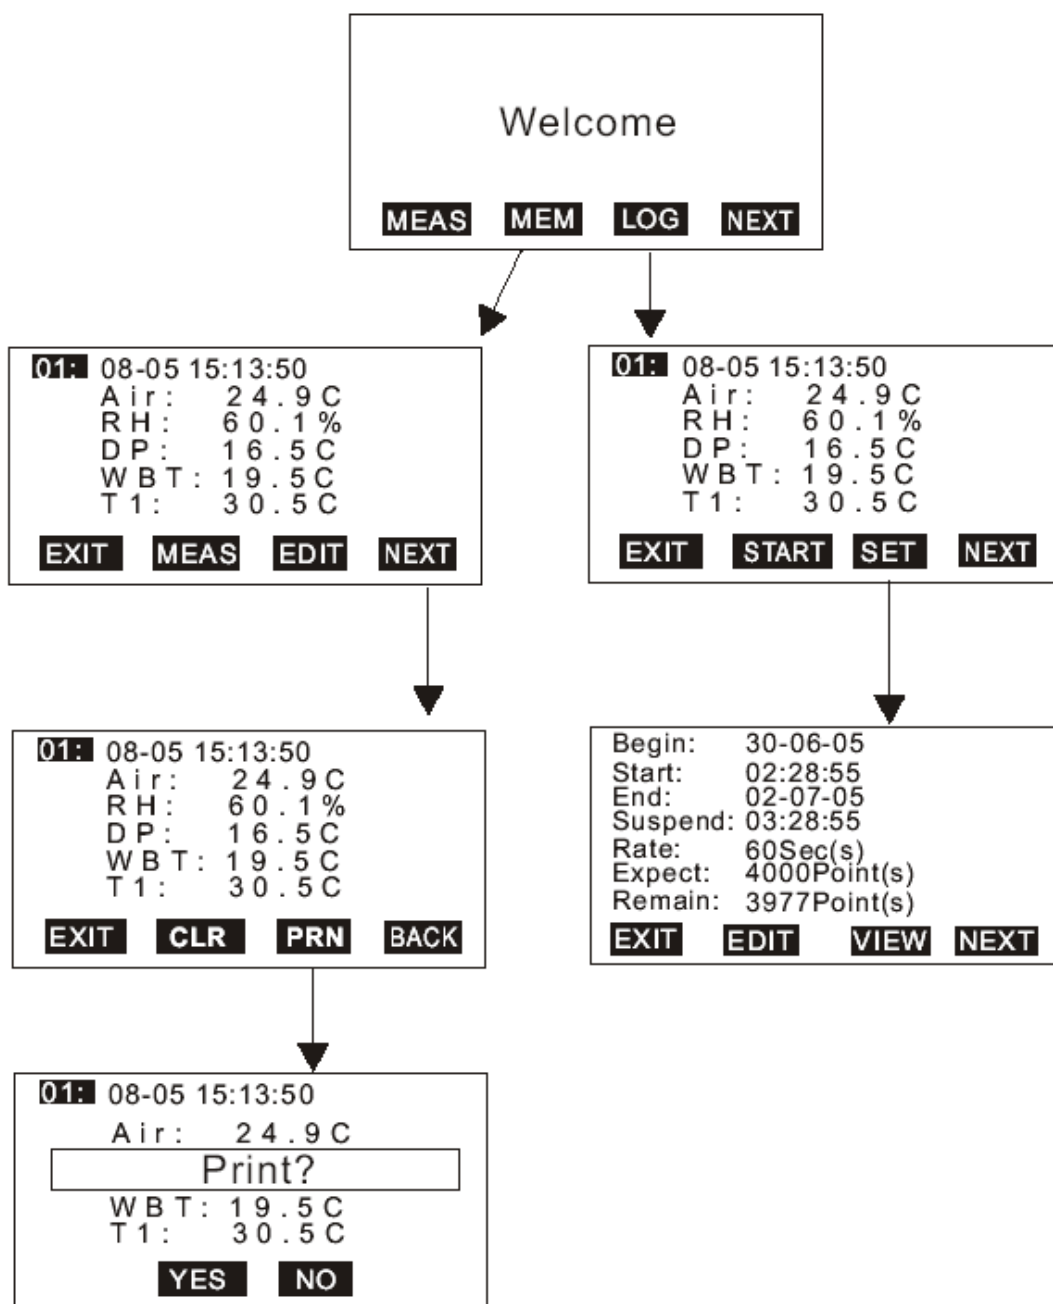 Welcome
MEAS MEM LOG NEXT
01: 08-05 15:13:50
Air: 24.9C
RH: 60.1%
DP: 16.5C
WBT: 19.5C
T1: 30.5C
EXIT MEAS EDIT NEXT
01: 08-05 15:13:50
Air: 24.9C
RH: 60.1%
DP: 16.5C
WBT: 19.5C
T1: 30.5C
EXIT START SET NEXT
01: 08-05 15:13:50
Air: 24.9C
RH: 60.1%
DP: 16.5C
WBT: 19.5C
T1: 30.5C
EXIT CLR PRN BACK
Begin: 30-06-05
Start: 02:28:55
End: 02-07-05
Suspend: 03:28:55
Rate: 60Sec(s)
Expect: 4000Point(s)
Remain: 3977Point(s)
EXIT EDIT VIEW NEXT
01: 08-05 15:13:50
Air: 24.9C
Print?
WBT: 19.5C
T1: 30.5C
YES NO